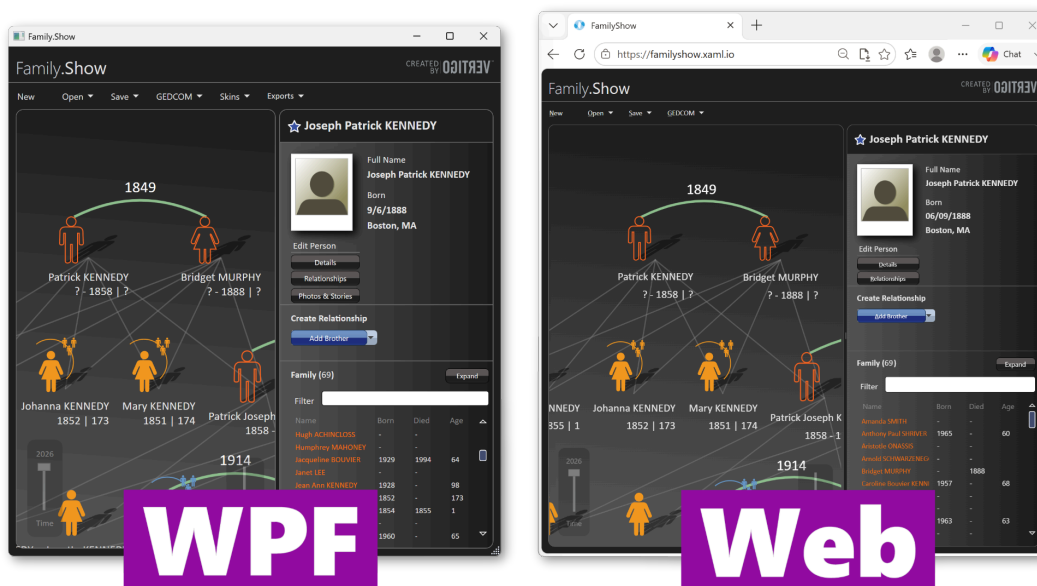 Family.Show
Family.Show
CREATED BY VERTIGO
New Open Save GEDCOM Skins Exports
1849
Patrick KENNEDY
? - 1858 | ?
Bridget MURPHY
? - 1888 | ?
Johanna KENNEDY
1852 | 173
Mary KENNEDY
1851 | 174
Patrick Joseph
1858 -
2026
Time
1914
Joseph Patrick KENNEDY
Full Name
Joseph Patrick KENNEDY
Born
9/6/1888
Boston, MA
Edit Person
Details
Relationships
Photos & Stories
Create Relationship
Add Brother
Family (69)
Expand
Filter
Name Born Died Age
Hugh ACHINCLOSS - -
Humphrey MAHONEY - -
Jacqueline BOUVIER 1929 1994 64
Janet LEE - -
Jean Ann KENNEDY 1928 - 98
1852 - 173
1854 1855 1
- -
1960 - 65
WPF
FamilyShow
https://familyshow.xaml.io
Chat
Family.Show
CREATED BY VERTIGO
New Open Save GEDCOM
1849
Patrick KENNEDY
? - 1858 | ?
Bridget MURPHY
? - 1888 | ?
NNEDY
355 | 1
Johanna KENNEDY
1852 | 173
Mary KENNEDY
1851 | 174
Patrick Joseph K
1858 - 1
2026
Time
1914
Joseph Patrick KENNEDY
Full Name
Joseph Patrick KENNEDY
Born
06/09/1888
Boston, MA
Edit Person
Details
Relationships
Create Relationship
Add Brother
Family (69)
Expand
Filter
Name Born Died Age
Amanda SMITH - -
Anthony Paul SHRIVER 1965 - 60
Aristotle ONASSIS - -
Arnold SCHWARZENEG - -
Bridget MURPHY - 1888
Caroline Bouvier KENNE 1957 - 68
- -
1963 - 63
- -
Web